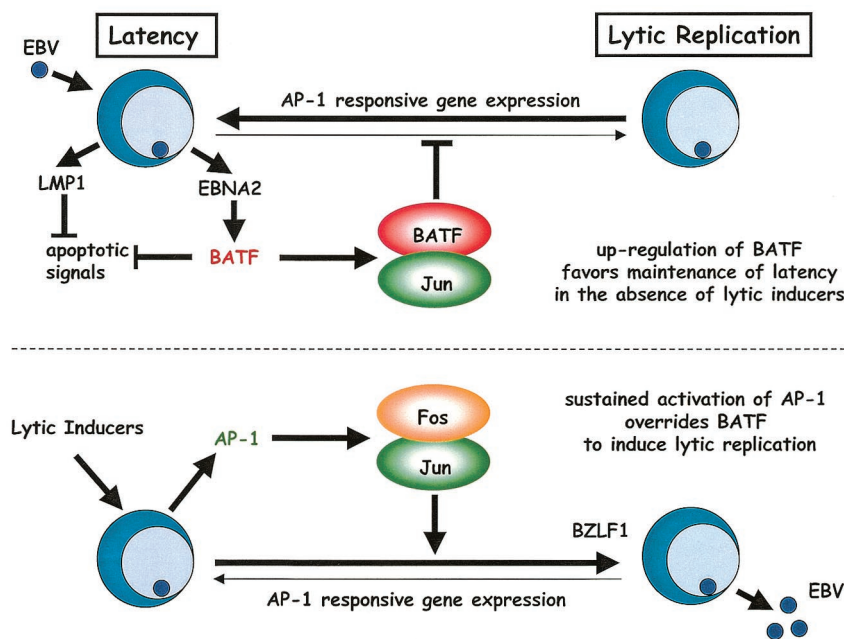 Latency
Lytic Replication
EBV
AP-1 responsive gene expression
LMP1
EBNA2
apoptotic
signals
BATF
BATF
Jun
up-regulation of BATF
favors maintenance of latency
in the absence of lytic inducers
Lytic Inducers
AP-1
Fos
Jun
sustained activation of AP-1
overrides BATF
to induce lytic replication
BZLF1
AP-1 responsive gene expression
EBV